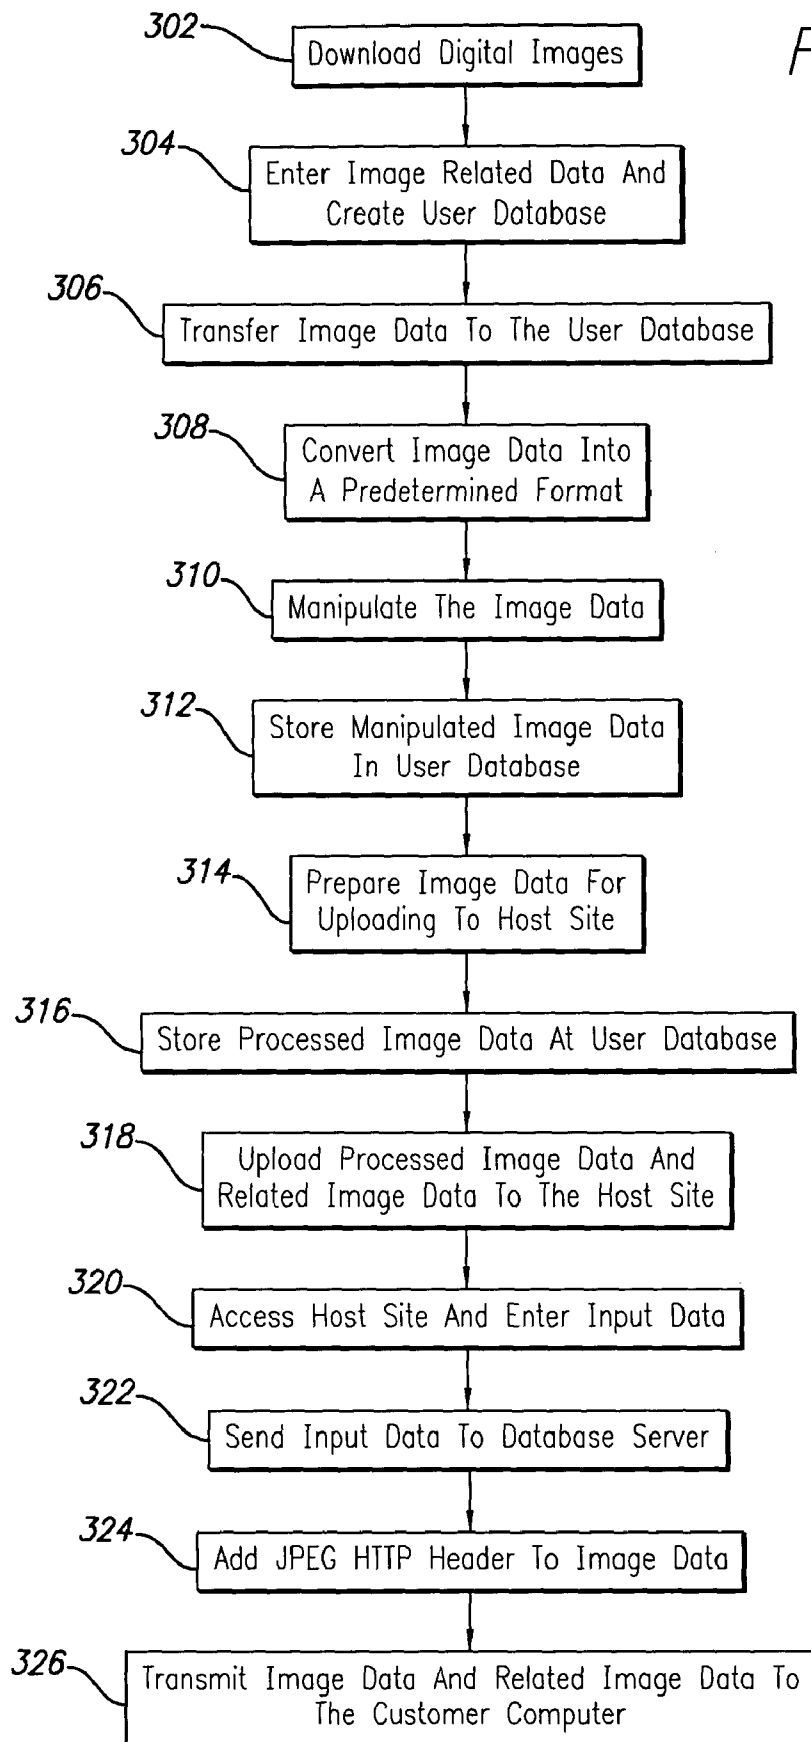 302
Download Digital Images
F
304
Enter Image Related Data And
Create User Database
306
Transfer Image Data To The User Database
308
Convert Image Data Into
A Predetermined Format
310
Manipulate The Image Data
312
Store Manipulated Image Data
In User Database
314
Prepare Image Data For
Uploading To Host Site
316
Store Processed Image Data At User Database
318
Upload Processed Image Data And
Related Image Data To The Host Site
320
Access Host Site And Enter Input Data
322
Send Input Data To Database Server
324
Add JPEG HTTP Header To Image Data
326
Transmit Image Data And Related Image Data To
The Customer Computer